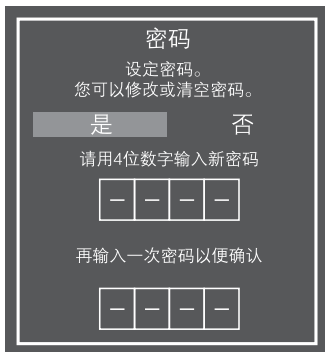 密码
设定密码。
您可以修改或清空密码。
是 否
请用4位数字输入新密码
– – – –
再输入一次密码以便确认
– – – –